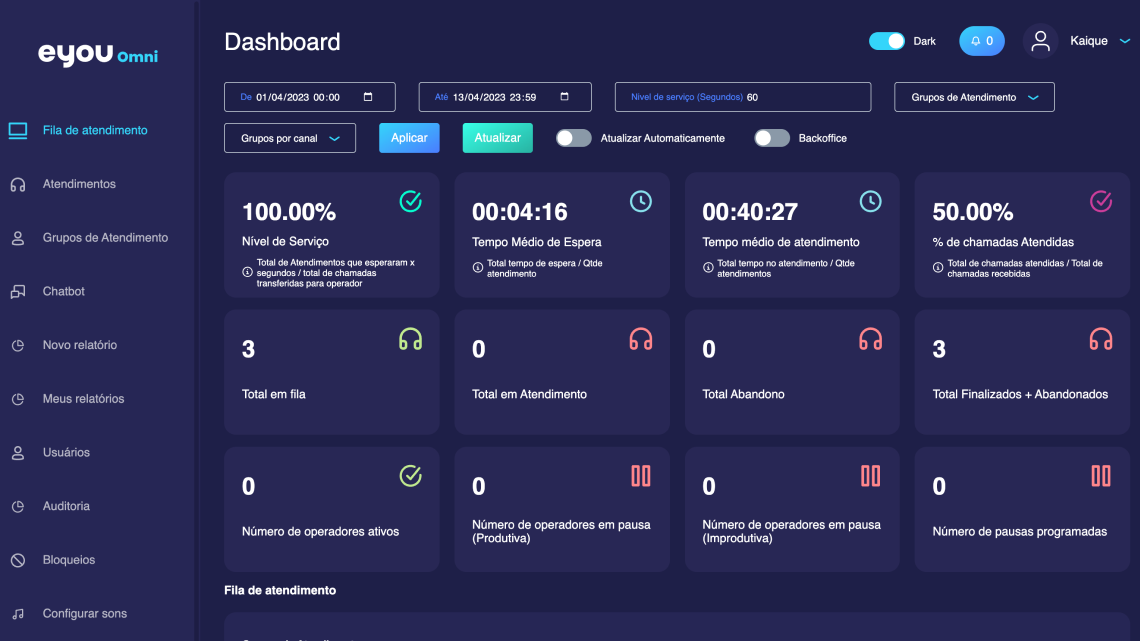 eyou Omni
Fila de atendimento
Atendimentos
Grupos de Atendimento
Chatbot
Novo relatório
Meus relatórios
Usuários
Auditoria
Bloqueios
Configurar sons
Dashboard
Dark
0
Kaique
De 01/04/2023 00:00
Até 13/04/2023 23:59
Nivel de serviço (Segundos) 60
Grupos de Atendimento
Grupos por canal
Aplicar
Atualizar
Atualizar Automaticamente
Backoffice
100.00%
Nível de Serviço
Total de Atendimentos que esperaram x
segundos / total de chamadas
transferidas para operador
00:04:16
Tempo Médio de Espera
Total tempo de espera / Qtde
atendimento
00:40:27
Tempo médio de atendimento
Total tempo no atendimento / Qtde
atendimentos
50.00%
% de chamadas Atendidas
Total de chamadas atendidas / Total de
chamadas recebidas
3
Total em fila
0
Total em Atendimento
0
Total Abandono
3
Total Finalizados + Abandonados
0
Número de operadores ativos
0
Número de operadores em pausa
(Produtiva)
0
Número de operadores em pausa
(Improdutiva)
0
Número de pausas programadas
Fila de atendimento